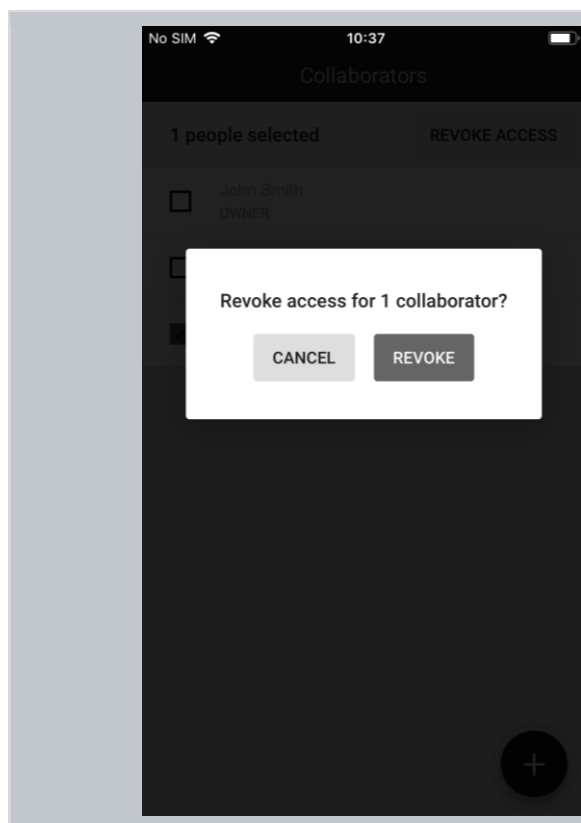 No SIM 10:37
Collaborators
1 people selected REVOKE ACCESS
John Smith
OWNER
Revoke access for 1 collaborator?
CANCEL REVOKE
+